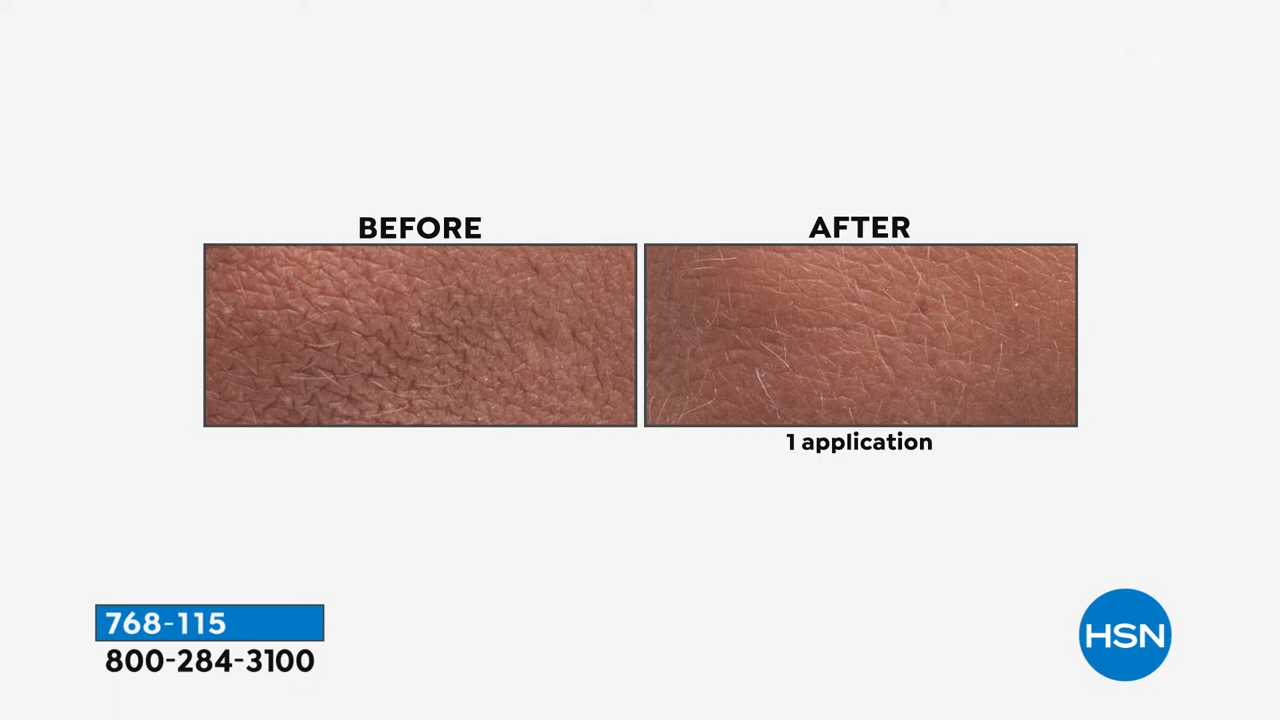 BEFORE
AFTER
1 application
768-115
800-284-3100
HSN